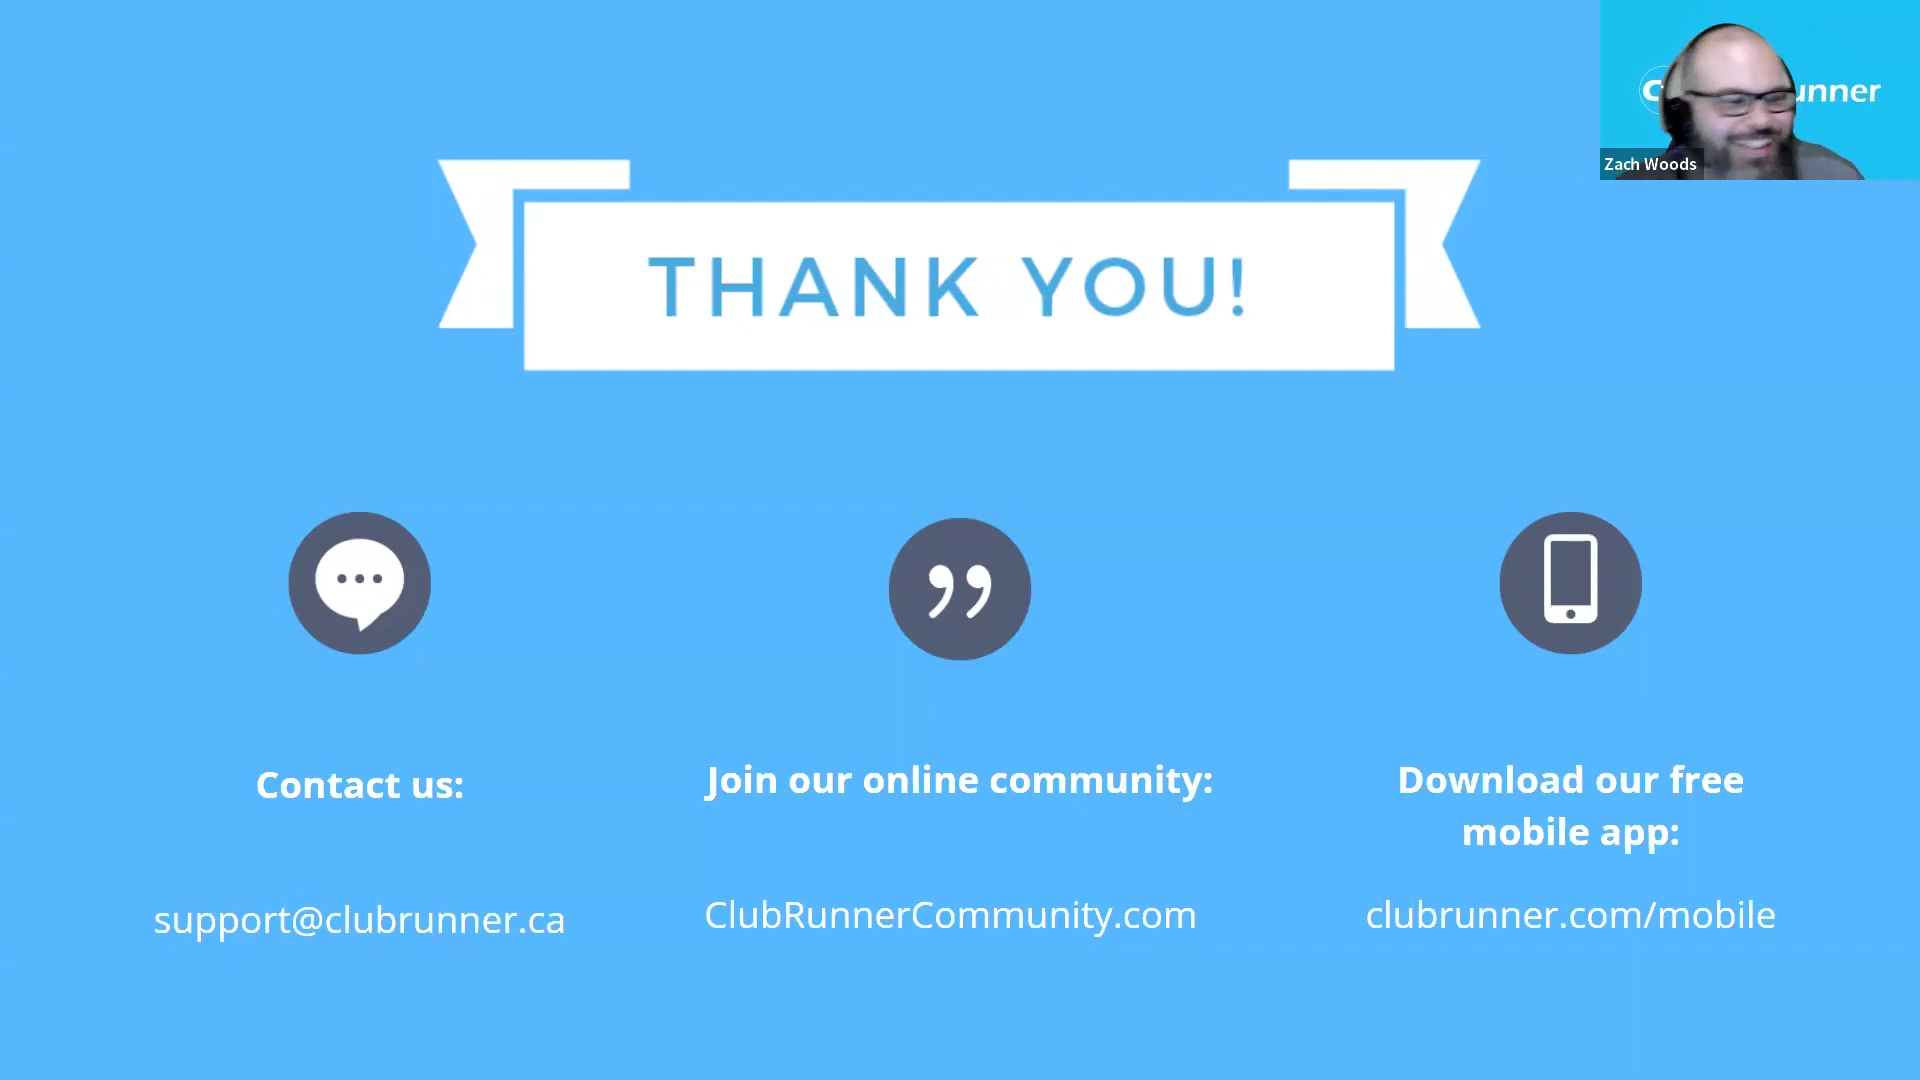 unner
Zach Woods
THANK YOU!
Contact us:
Join our online community:
Download our free
mobile app:
support@clubrunner.ca
ClubRunnerCommunity.com
clubrunner.com/mobile